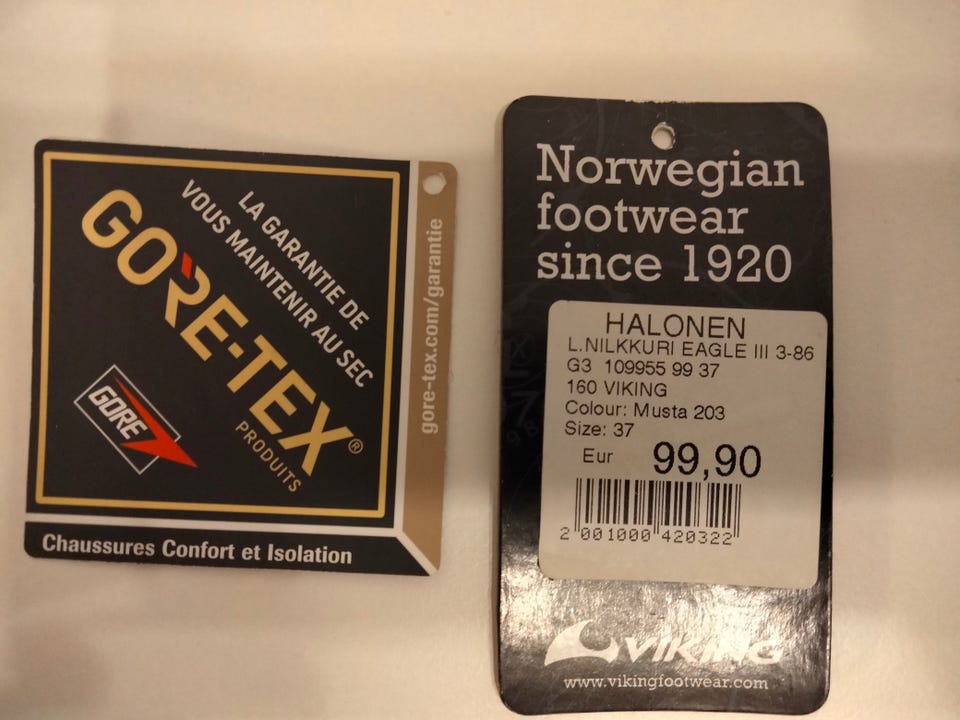 LA GARANTIE DE
VOUS MAINTENIR AU SEC
GORE-TEX®
PRODUITS
GORE
gore-tex.com/garantie
Chaussures Confort et Isolation
Norwegian
footwear
since 1920
HALONEN
L.NILKKURI EAGLE III 3-86
G3 109955 99 37
160 VIKING
Colour: Musta 203
Size: 37
Eur 99,90
2 001000 420322
VIKING
www.vikingfootwear.com